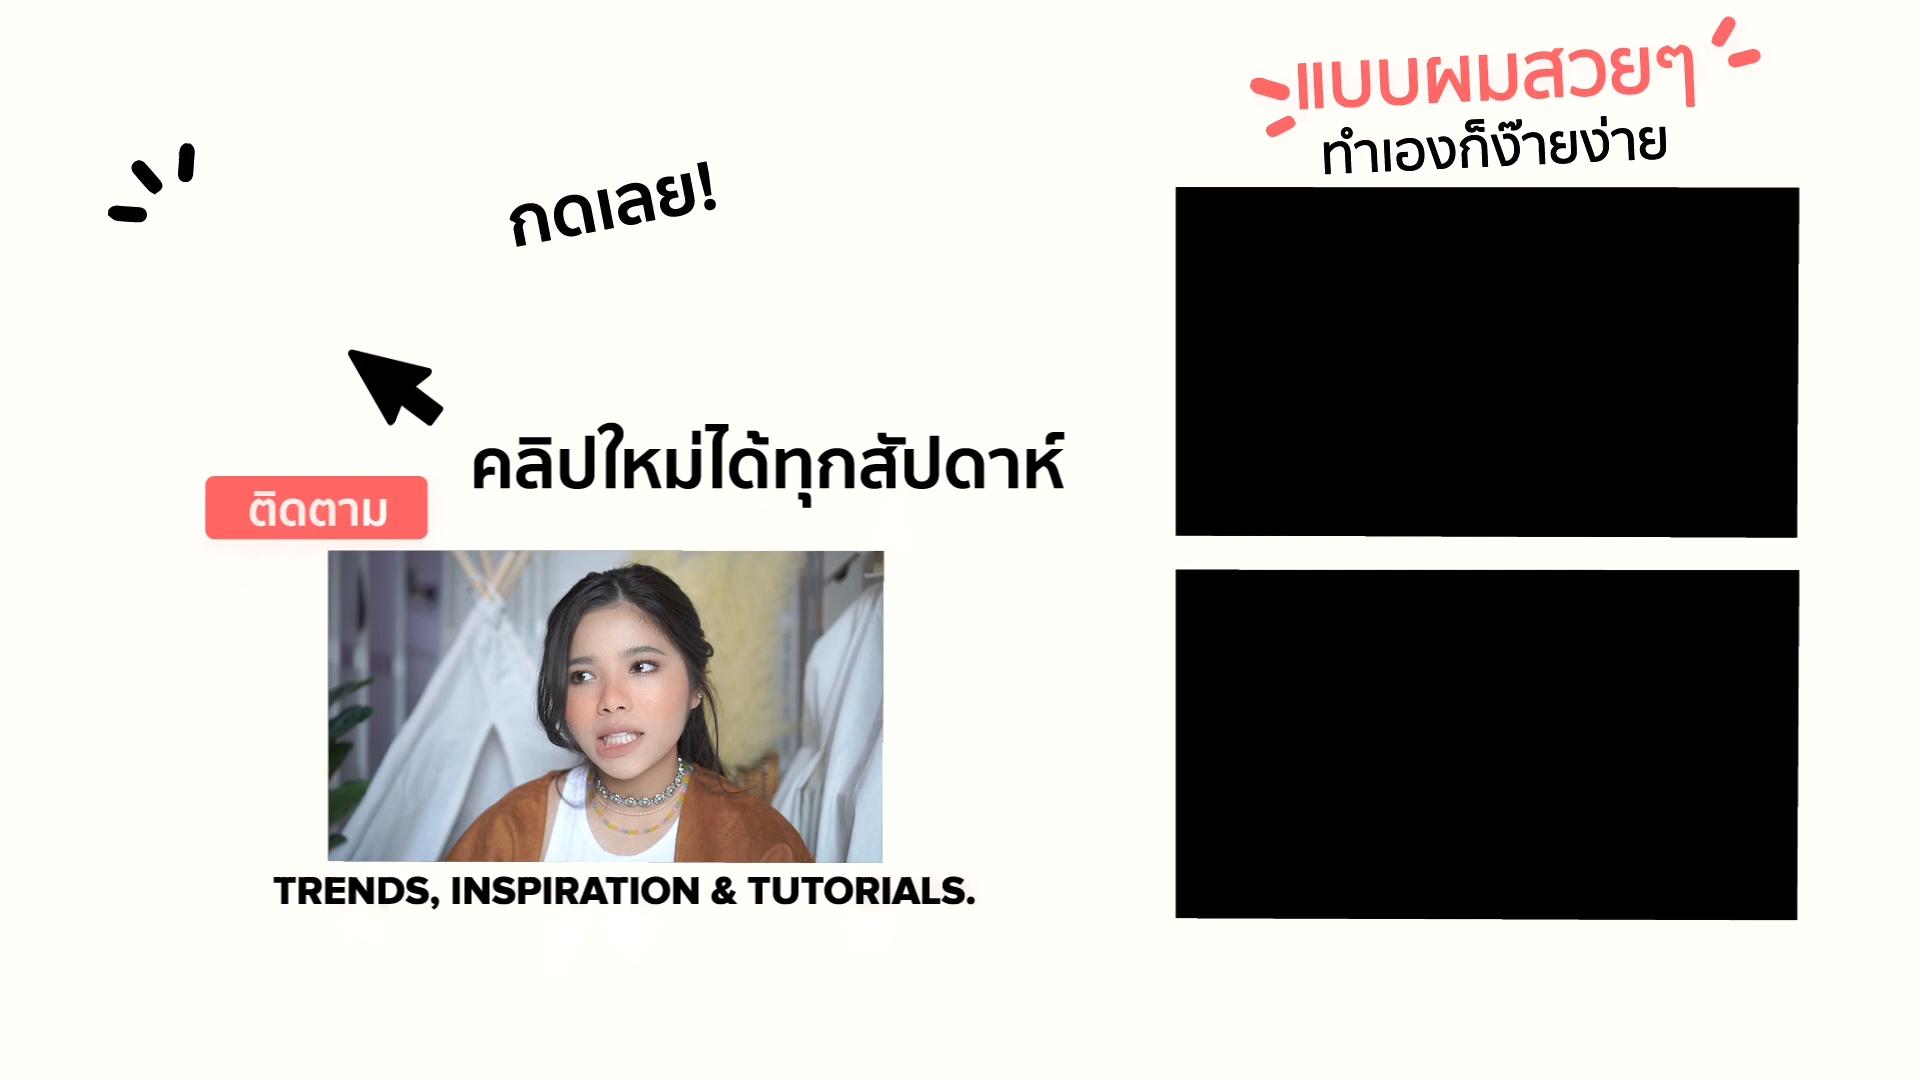 แบบผมสวยๆ
ทำเองก็ง๊ายง่าย
กดเลย!
คลิปใหม่ได้ทุกสัปดาห์
ติดตาม
TRENDS, INSPIRATION & TUTORIALS.